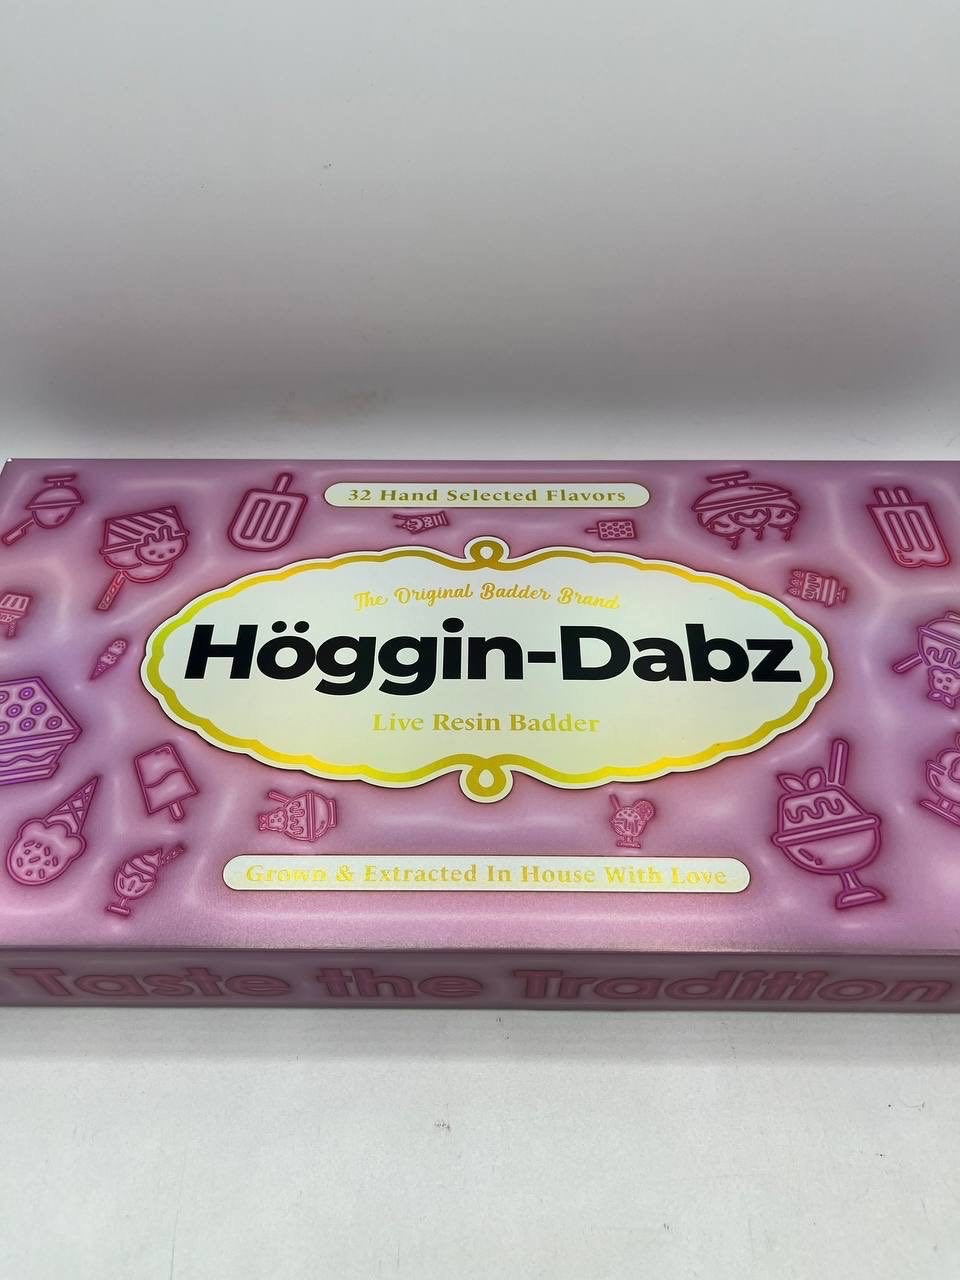 32 Hand Selected Flavors
The Original Badder Brand
Höggin-Dabz
Live Resin Badder
Grown & Extracted In House With Love
Taste the Tradition